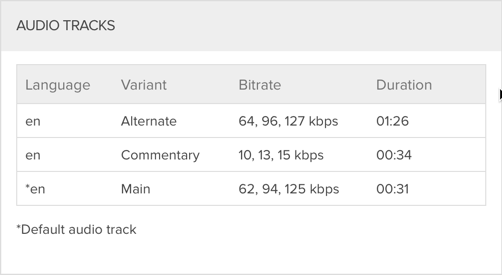 AUDIO TRACKS
Language Variant Bitrate Duration
en Alternate 64, 96, 127 kbps 01:26
en Commentary 10, 13, 15 kbps 00:34
*en Main 62, 94, 125 kbps 00:31
*Default audio track